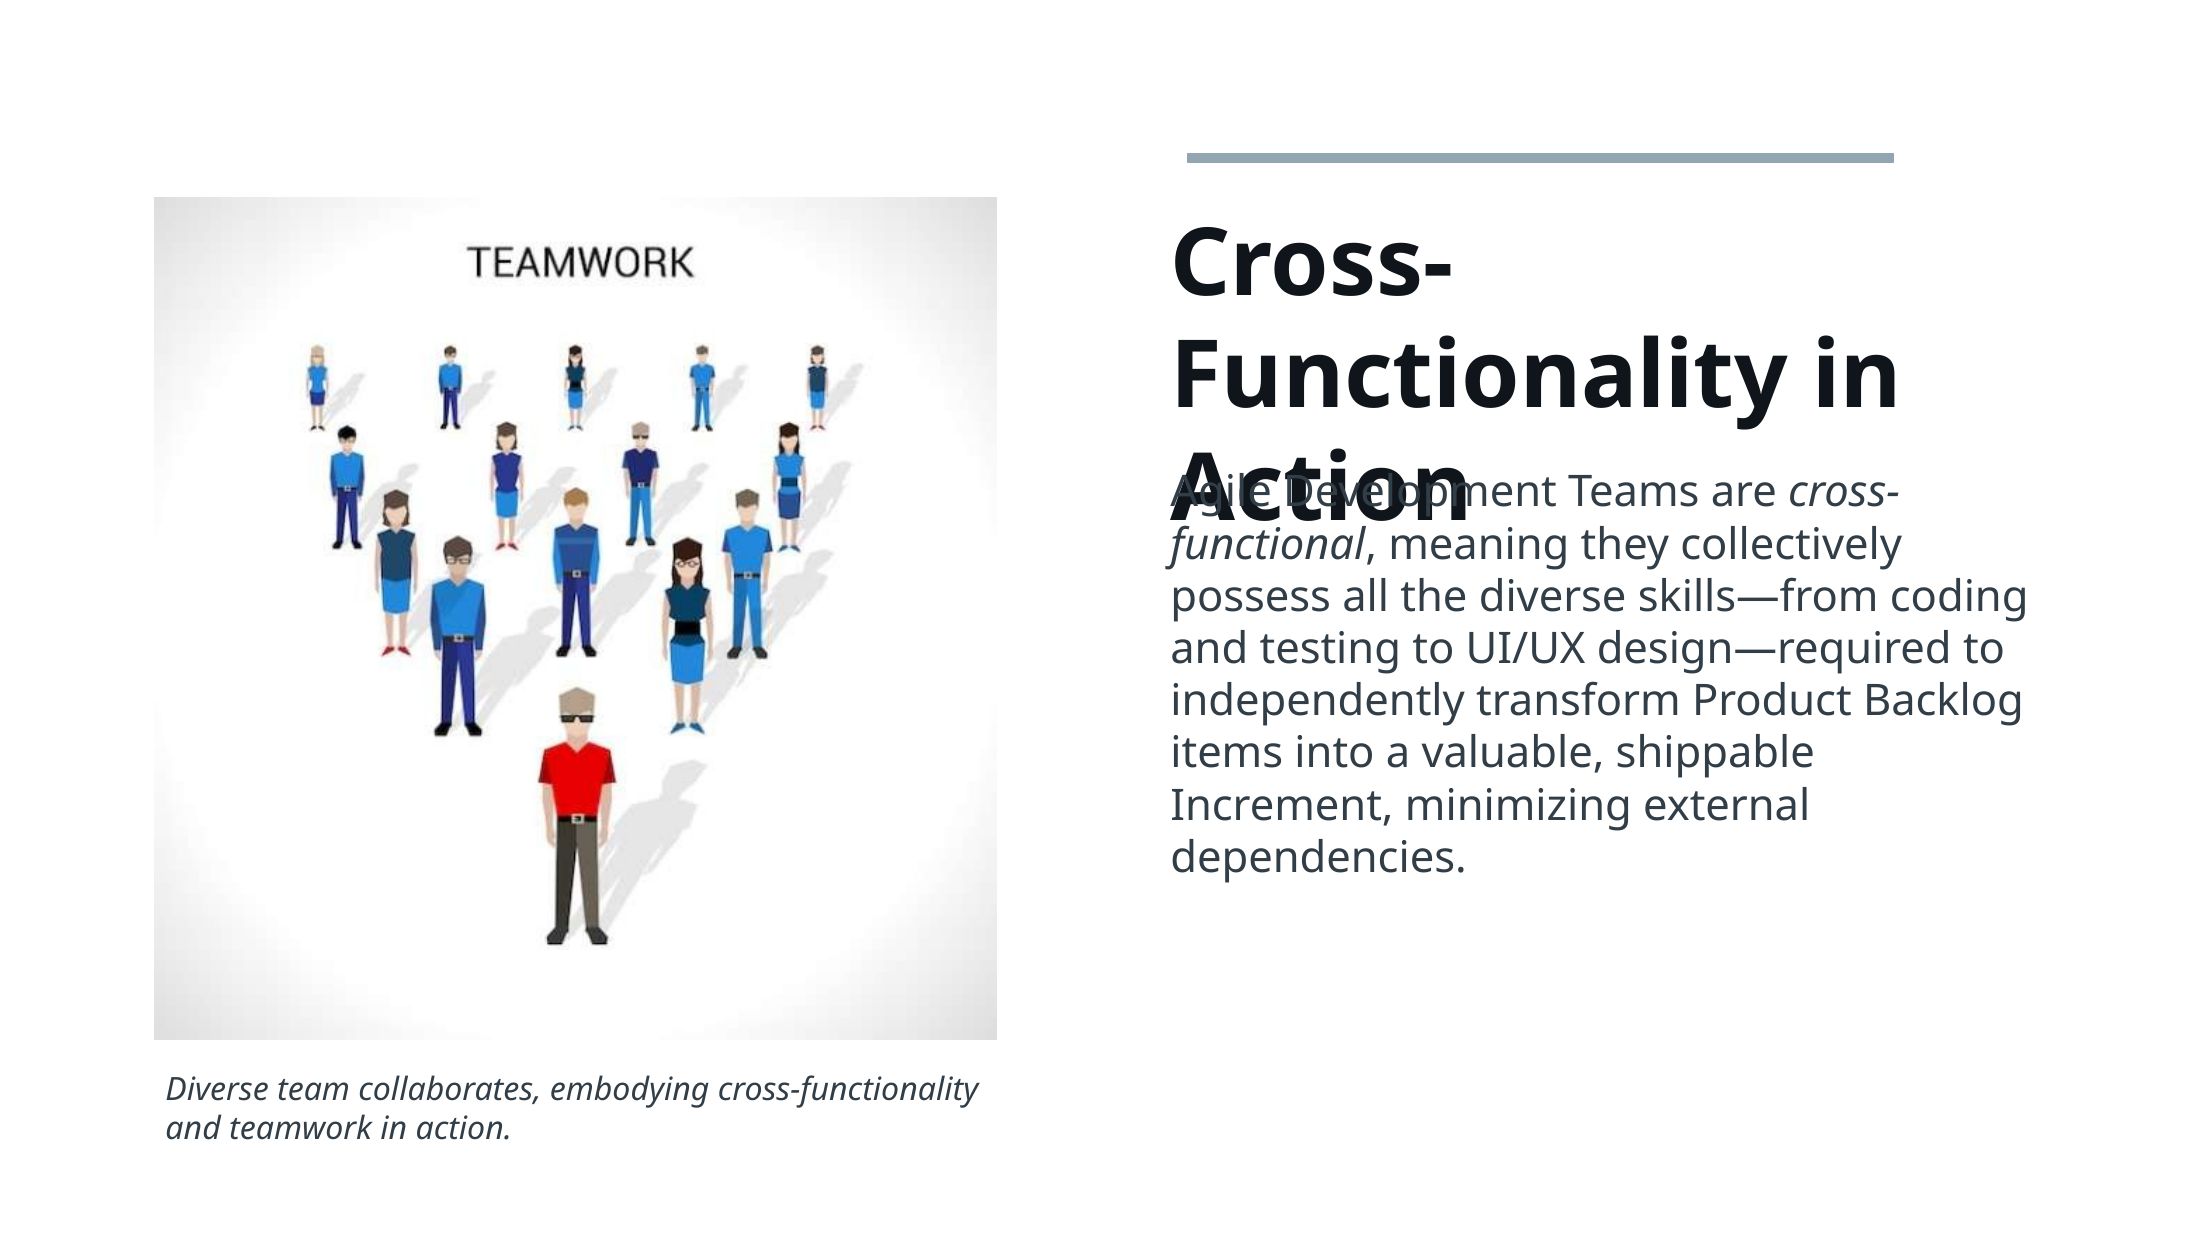 TEAMWORK
Diverse team collaborates, embodying cross-functionality
and teamwork in action.
Cross-
Functionality in
Action
Agile Development Teams are cross-
functional, meaning they collectively
possess all the diverse skills—from coding
and testing to UI/UX design—required to
independently transform Product Backlog
items into a valuable, shippable
Increment, minimizing external
dependencies.